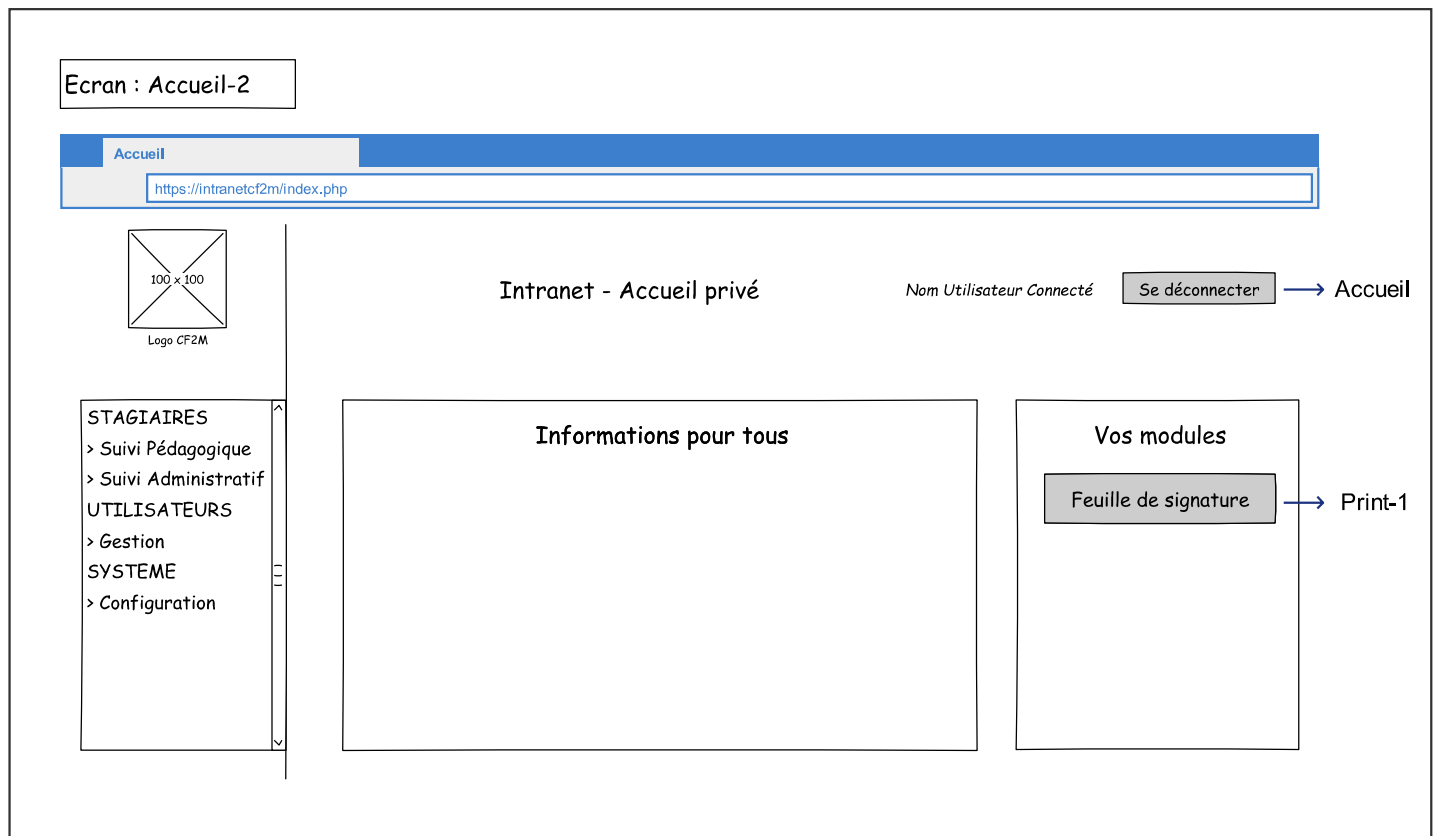 Ecran : Accueil-2
Accueil
https://intranetcf2m/index.php
100 x 100
Logo CF2M
Intranet - Accueil privé
Nom Utilisateur Connecté
Se déconnecter
Accueil
STAGIAIRES
> Suivi Pédagogique
> Suivi Administratif
UTILISATEURS
> Gestion
SYSTEME
> Configuration
Informations pour tous
Vos modules
Feuille de signature
Print-1